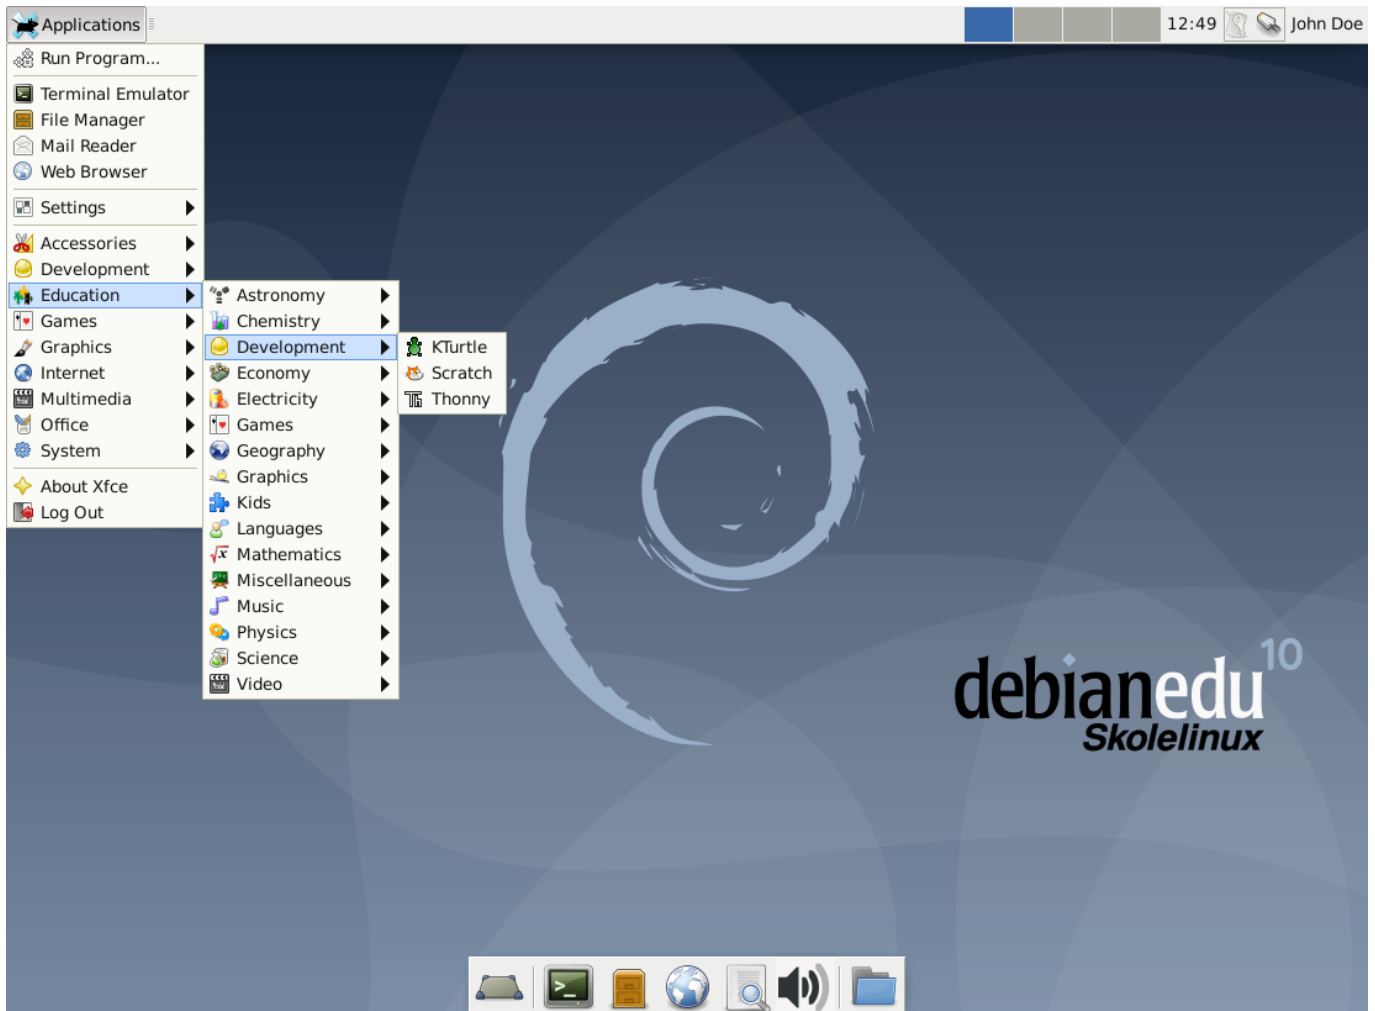 Applications
12:49
John Doe
Run Program...
Terminal Emulator
File Manager
Mail Reader
Web Browser
Settings
Accessories
Development
Education
Games
Graphics
Internet
Multimedia
Office
System
About Xfce
Log Out
Astronomy
Chemistry
Development
Economy
Electricity
Games
Geography
Graphics
Kids
Languages
Mathematics
Miscellaneous
Music
Physics
Science
Video
KTurtle
Scratch
Thonny
debianedu 10
Skolelinux